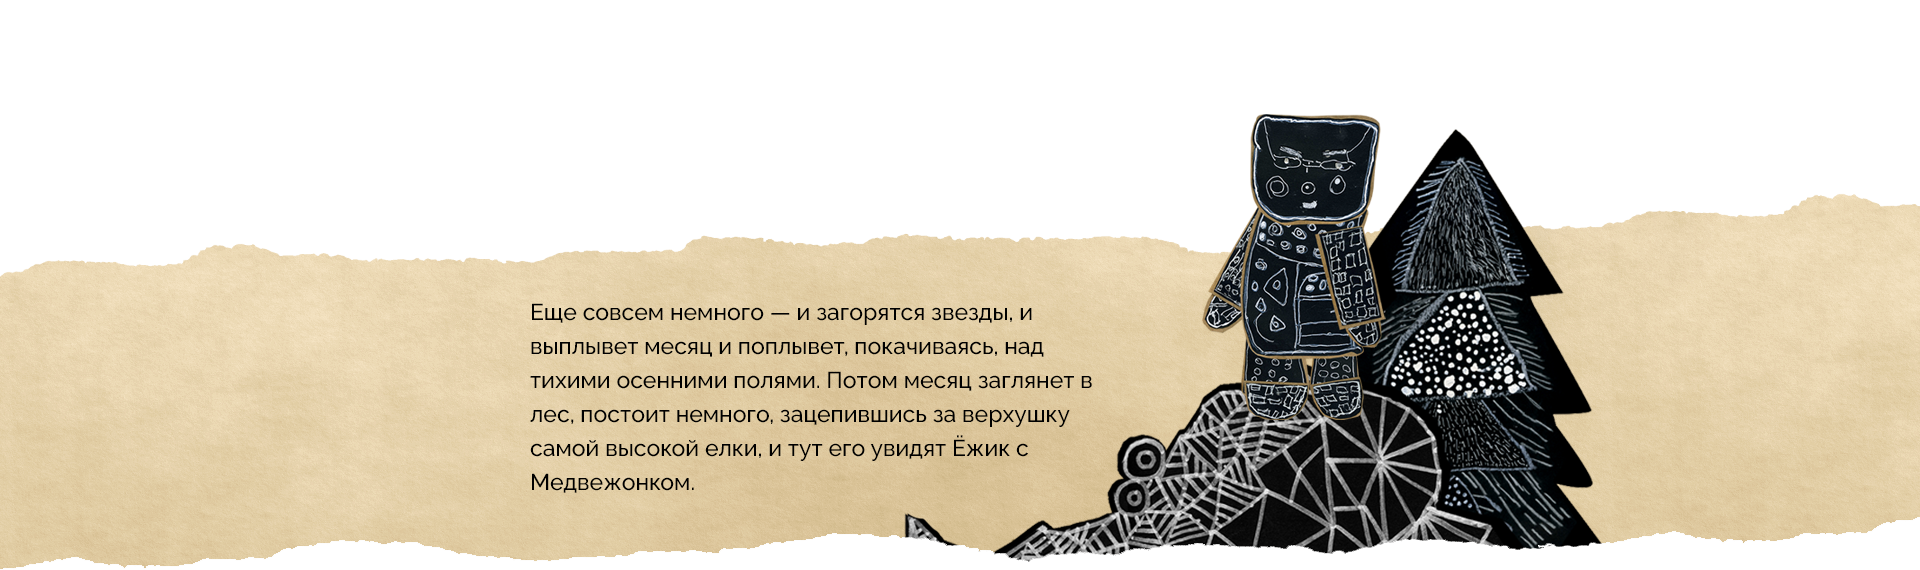 Еще совсем немного — и загорятся звезды, и
выплывет месяц и поплывет, покачиваясь, над
тихими осенними полями. Потом месяц заглянет в
лес, постоит немного, зацепившись за верхушку
самой высокой елки, и тут его увидят Ёжик с
Медвежонком.